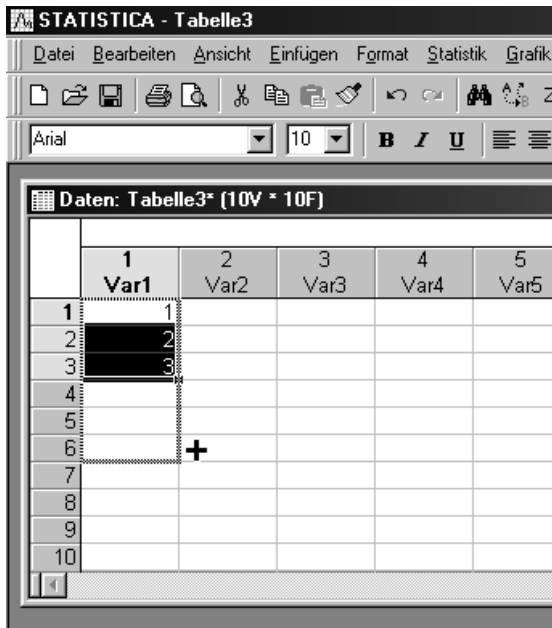 STATISTICA - Tabelle3
Datei Bearbeiten Ansicht Einfügen Format Statistik Grafik
Arial 10 B I U
Daten: Tabelle3* (10V * 10F)
1 2 3 4 5
Var1 Var2 Var3 Var4 Var5
1 1
2 2
3 3
4
5
6
7
8
9
10